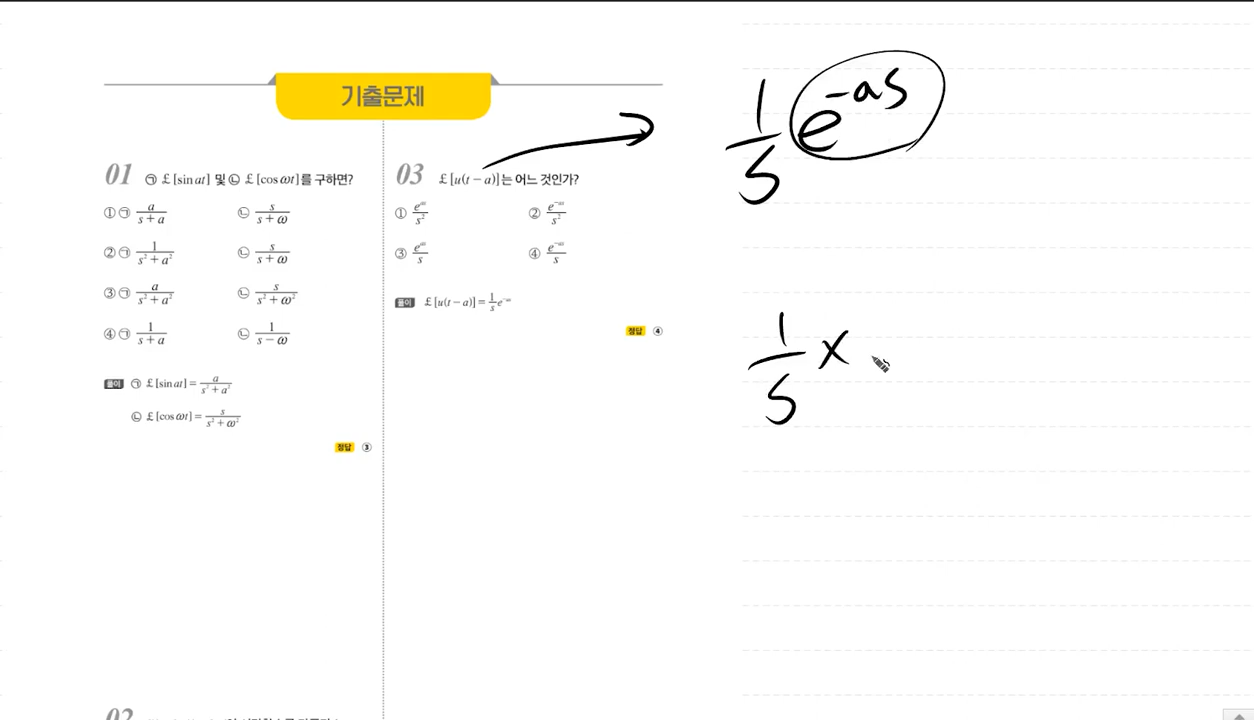 기출문제
01 ㉠ £[sin at] 및 ㉡ £[cos ωt]를 구하면?
① ㉠ a/(s+a) ㉡ s/(s+ω)
② ㉠ 1/(s²+a²) ㉡ s/(s+ω)
③ ㉠ a/(s²+a²) ㉡ s/(s²+ω²)
④ ㉠ 1/(s+a) ㉡ 1/(s-ω)
풀이 ㉠ £[sin at] = a/(s²+a²)
㉡ £[cos ωt] = s/(s²+ω²)
정답 ③
02
03 £[u(t-a)]는 어느 것인가?
① e^{as}/s² ② e^{-as}/s²
③ e^{as}/s ④ e^{-as}/s
풀이 £[u(t-a)] = 1/s e^{-as}
정답 ④
1/s e^{-as}
1/s ×